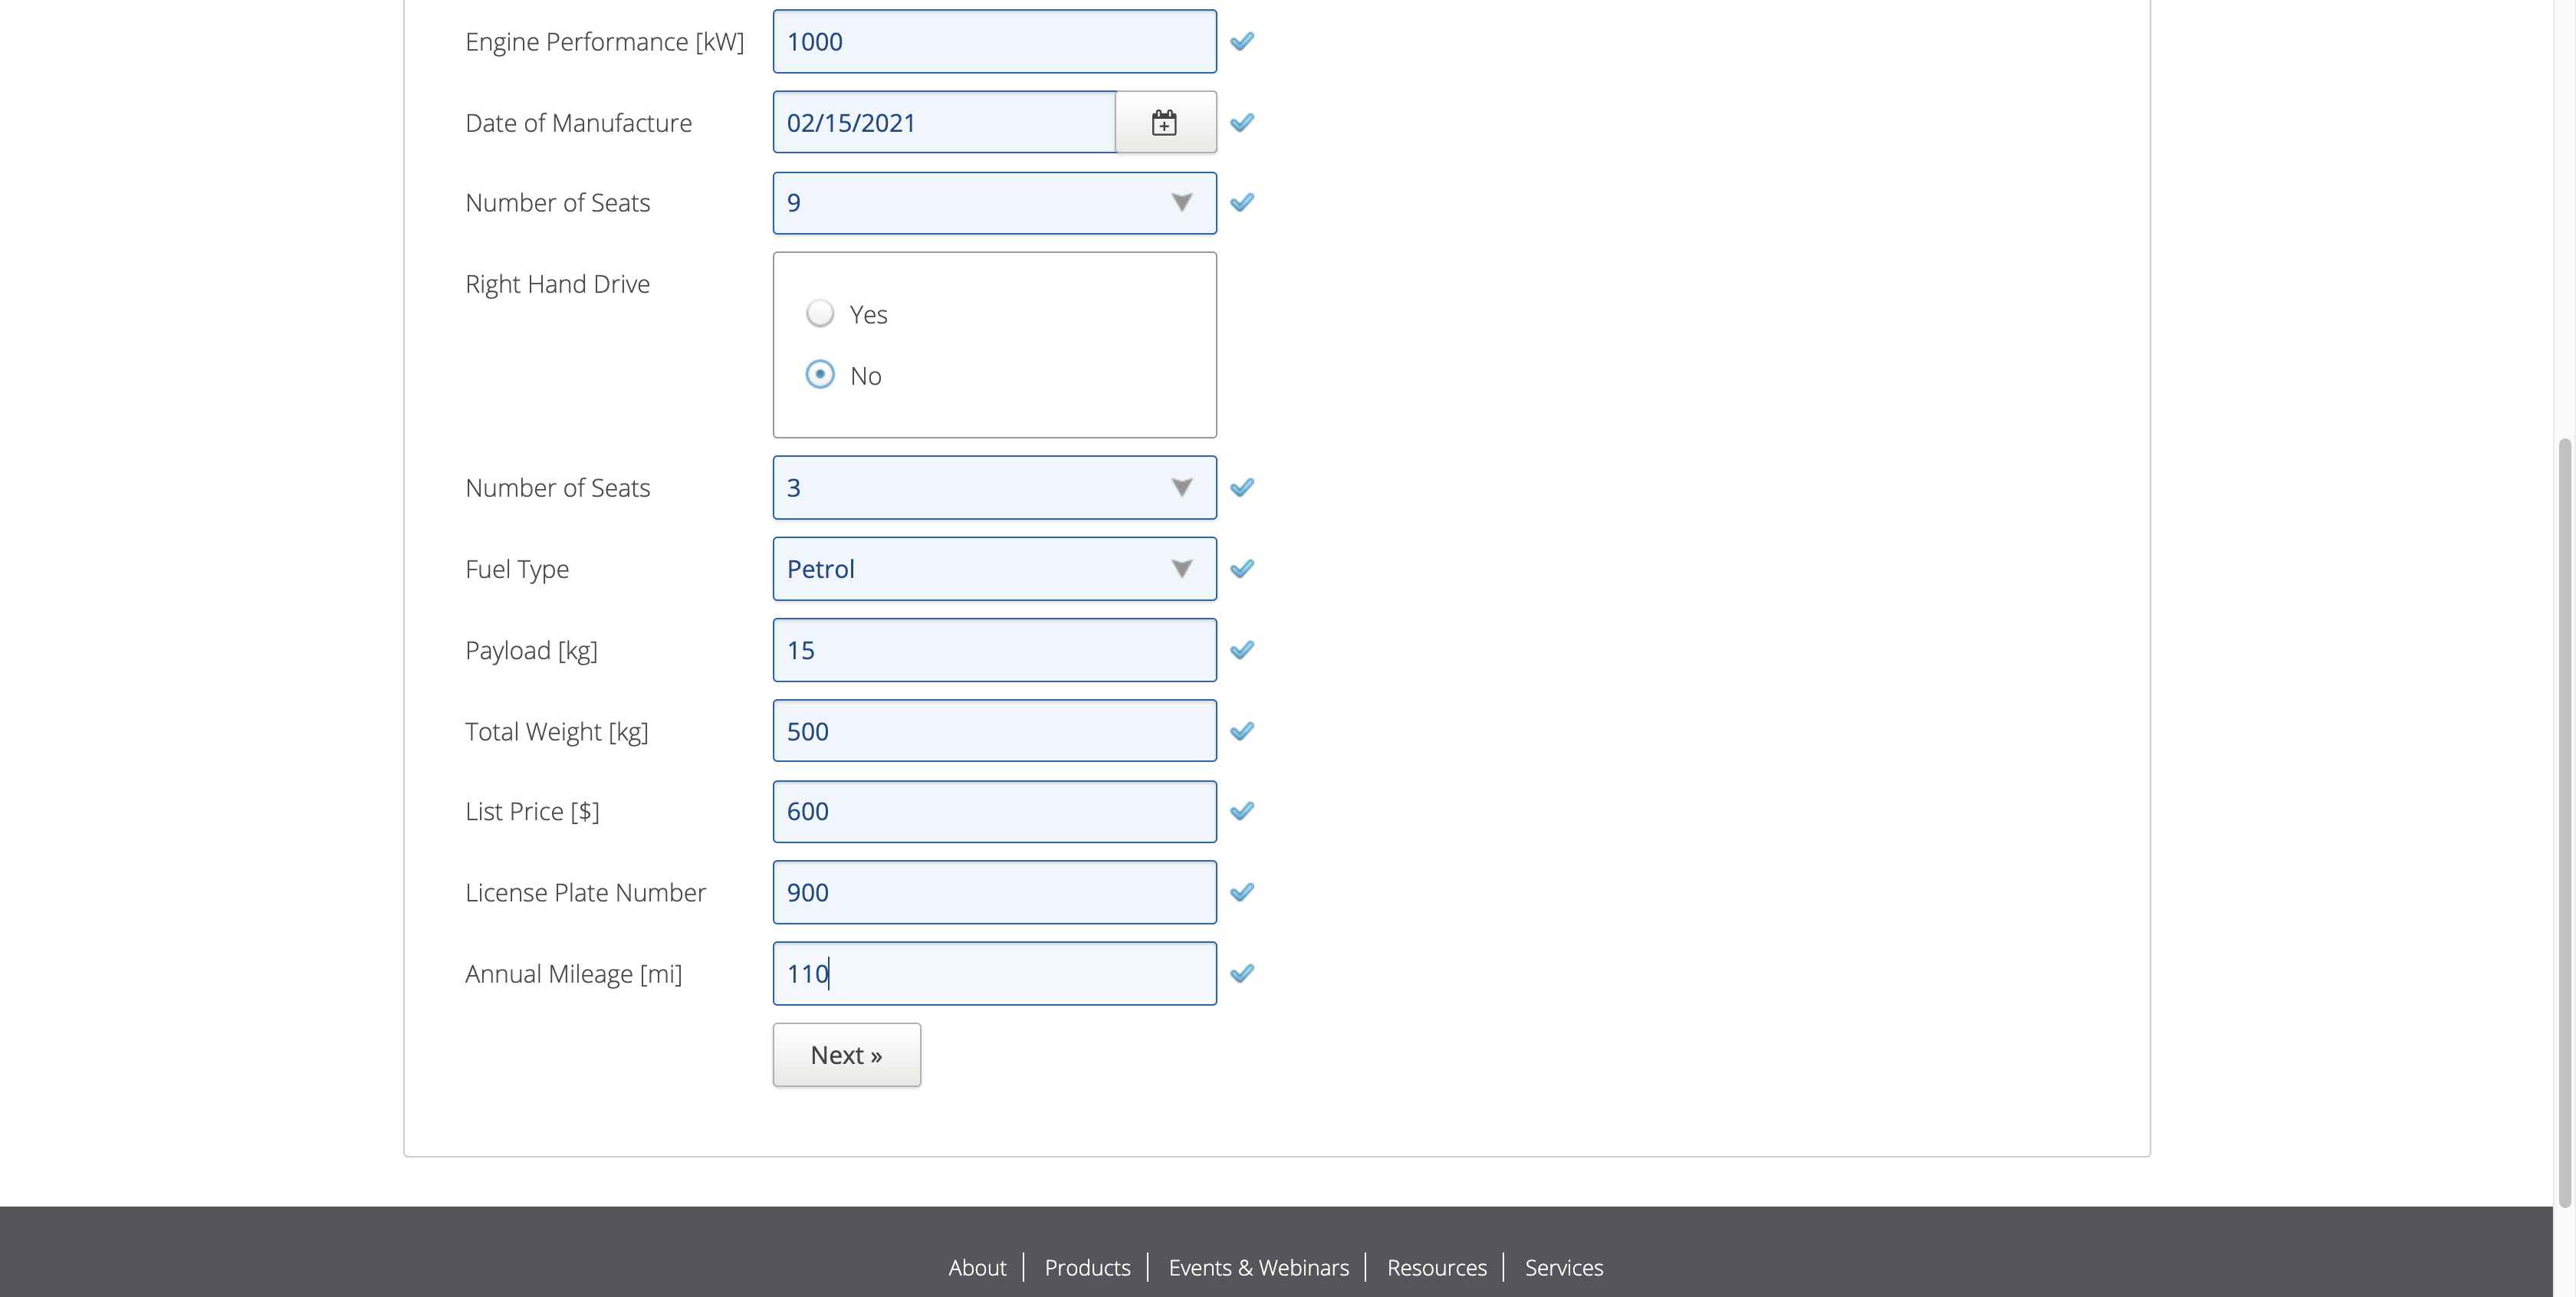 Engine Performance [kW] 1000
Date of Manufacture 02/15/2021
Number of Seats 9
Right Hand Drive
Yes
No
Number of Seats 3
Fuel Type Petrol
Payload [kg] 15
Total Weight [kg] 500
List Price [$] 600
License Plate Number 900
Annual Mileage [mi] 110
Next »
About Products Events & Webinars Resources Services